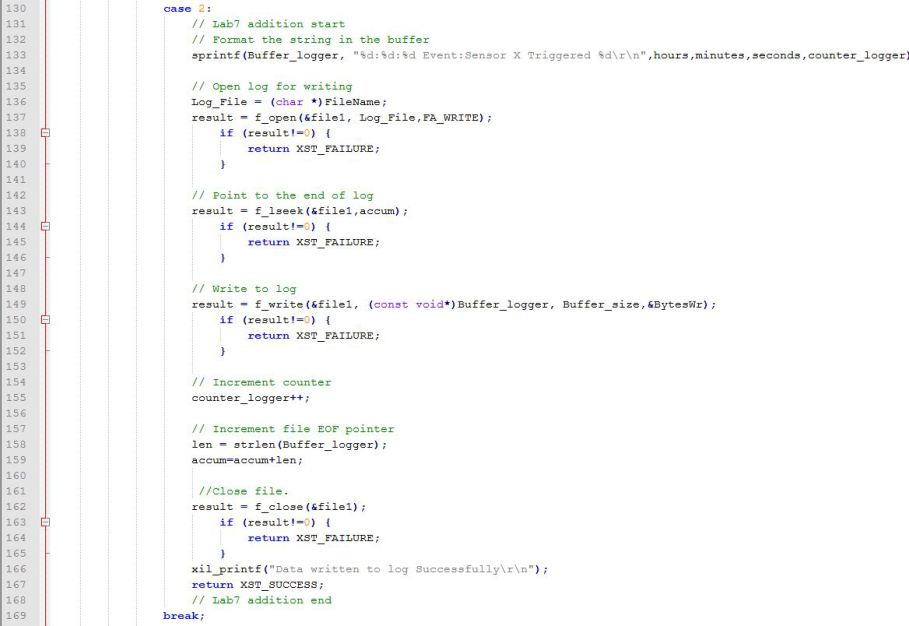 130 case 2:
131 // Lab7 addition start
132 // Format the string in the buffer
133 sprintf(Buffer_logger, "%d:%d:%d Event:Sensor X Triggered %d\r\n",hours,minutes,seconds,counter_logger)
134
135 // Open log for writing
136 Log_File = (char *)FileName;
137 result = f_open(&file1, Log_File,FA_WRITE);
138 if (result!=0) {
139 return XST_FAILURE;
140 }
141
142 // Point to the end of log
143 result = f_lseek(&file1,accum);
144 if (result!=0) {
145 return XST_FAILURE;
146 }
147
148 // Write to log
149 result = f_write(&file1, (const void*)Buffer_logger, Buffer_size,&BytesWr);
150 if (result!=0) {
151 return XST_FAILURE;
152 }
153
154 // Increment counter
155 counter_logger++;
156
157 // Increment file EOF pointer
158 len = strlen(Buffer_logger);
159 accum=accum+len;
160
161 //Close file.
162 result = f_close(&file1);
163 if (result!=0) {
164 return XST_FAILURE;
165 }
166 xil_printf("Data written to log Successfully\r\n");
167 return XST_SUCCESS;
168 // Lab7 addition end
169 break;